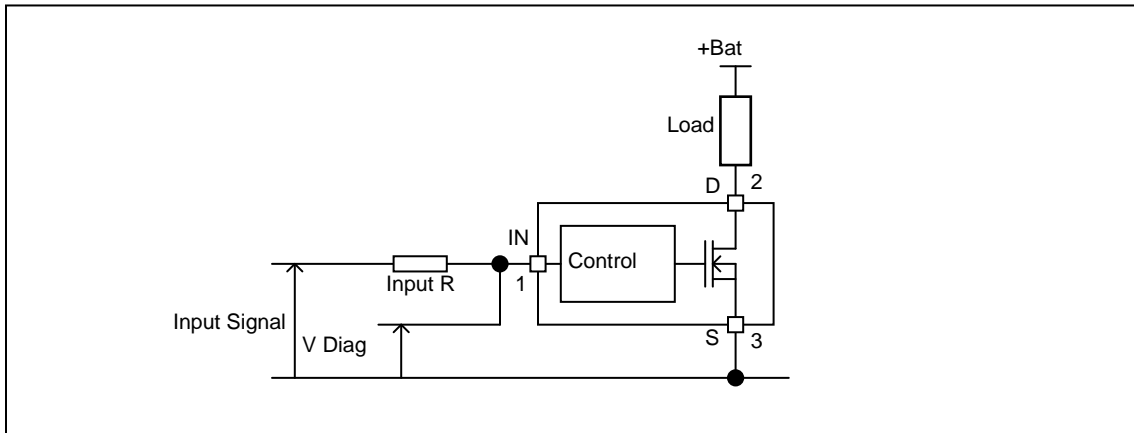 +Bat
Load
D 2
IN
Control
Input R 1
Input Signal
V Diag
S 3